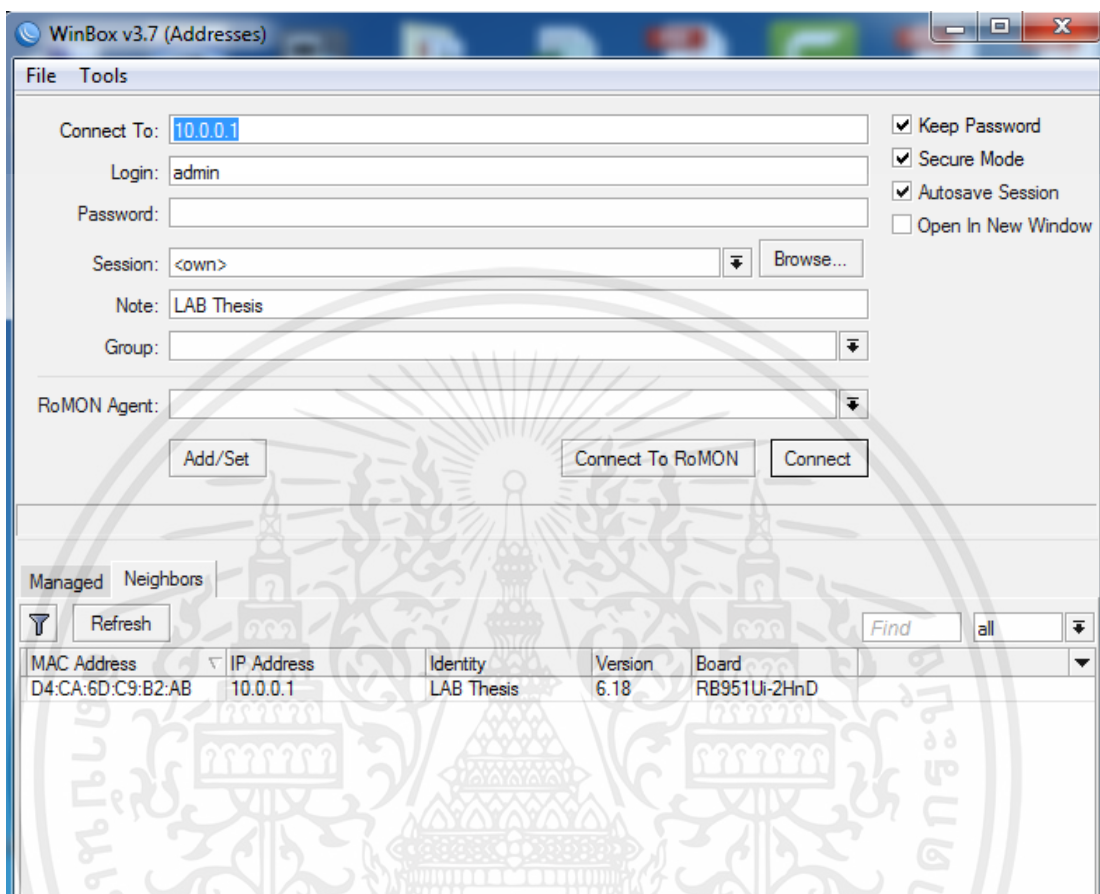 WinBox v3.7 (Addresses)
File Tools
Connect To: 10.0.0.1
Keep Password
Login: admin
Secure Mode
Password:
Autosave Session
Open In New Window
Session: <own> Browse...
Note: LAB Thesis
Group:
RoMON Agent:
Add/Set Connect To RoMON Connect
Managed Neighbors
Refresh Find all
MAC Address IP Address Identity Version Board
D4:CA:6D:C9:B2:AB 10.0.0.1 LAB Thesis 6.18 RB951Ui-2HnD